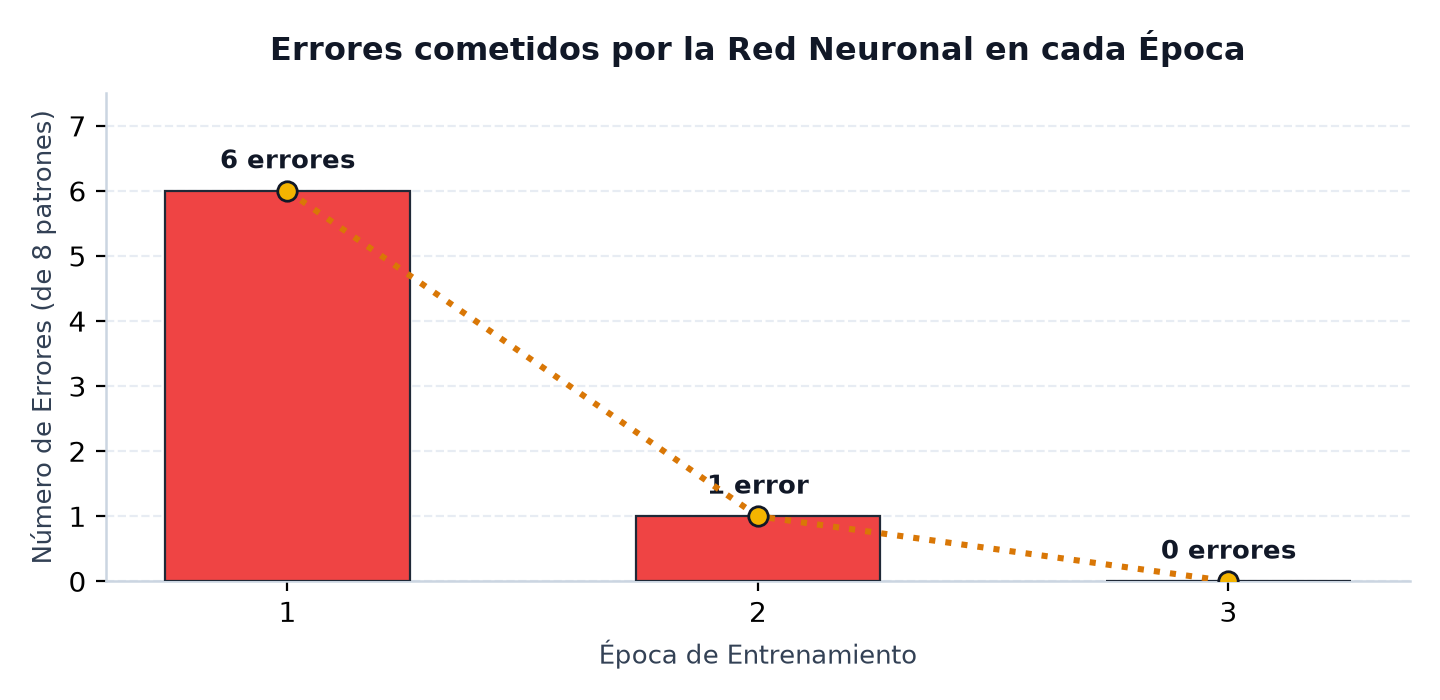 Errores cometidos por la Red Neuronal en cada Época
Número de Errores (de 8 patrones)
7
6
5
4
3
2
1
0
6 errores
1 error
0 errores
1
2
3
Época de Entrenamiento